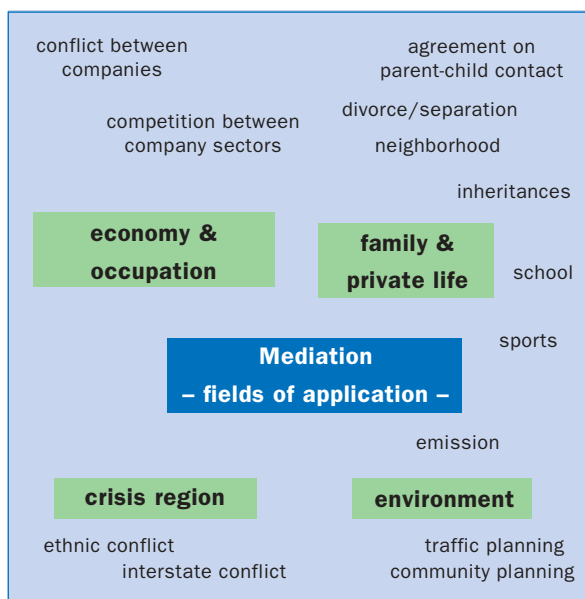 conflict between
companies
agreement on
parent-child contact
competition between
company sectors
divorce/separation
neighborhood
inheritances
economy &
occupation
family &
private life
school
sports
Mediation
– fields of application –
emission
crisis region
environment
ethnic conflict
interstate conflict
traffic planning
community planning